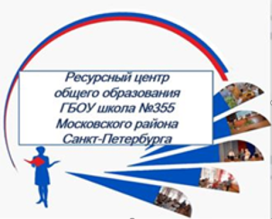 Ресурсный центр
общего образования
ГБОУ школа №355
Московского района
Санкт-Петербурга